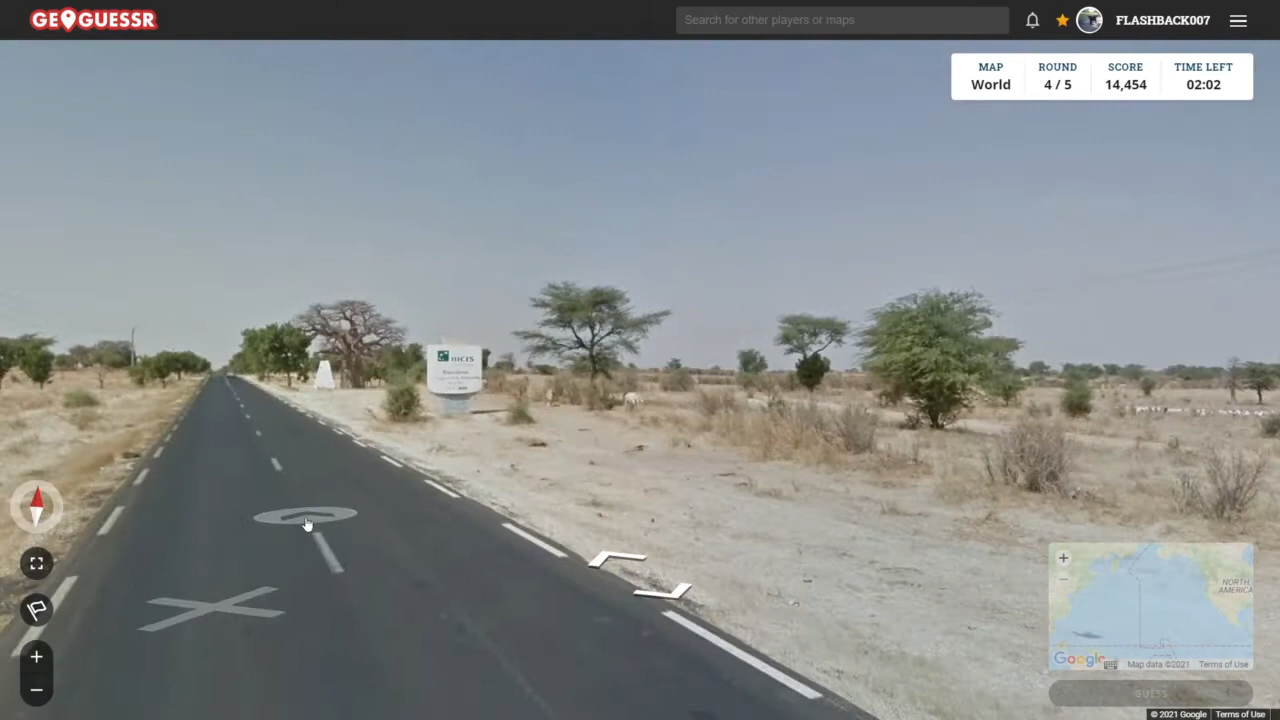 GEOGUESSR
Search for other players or maps
FLASHBACK007
MAP ROUND SCORE TIME LEFT
World 4 / 5 14,454 02:02
BICIS
NORTH
AMERICA
Google
Map data ©2021 Terms of Use
GUESS
© 2021 Google Terms of Use